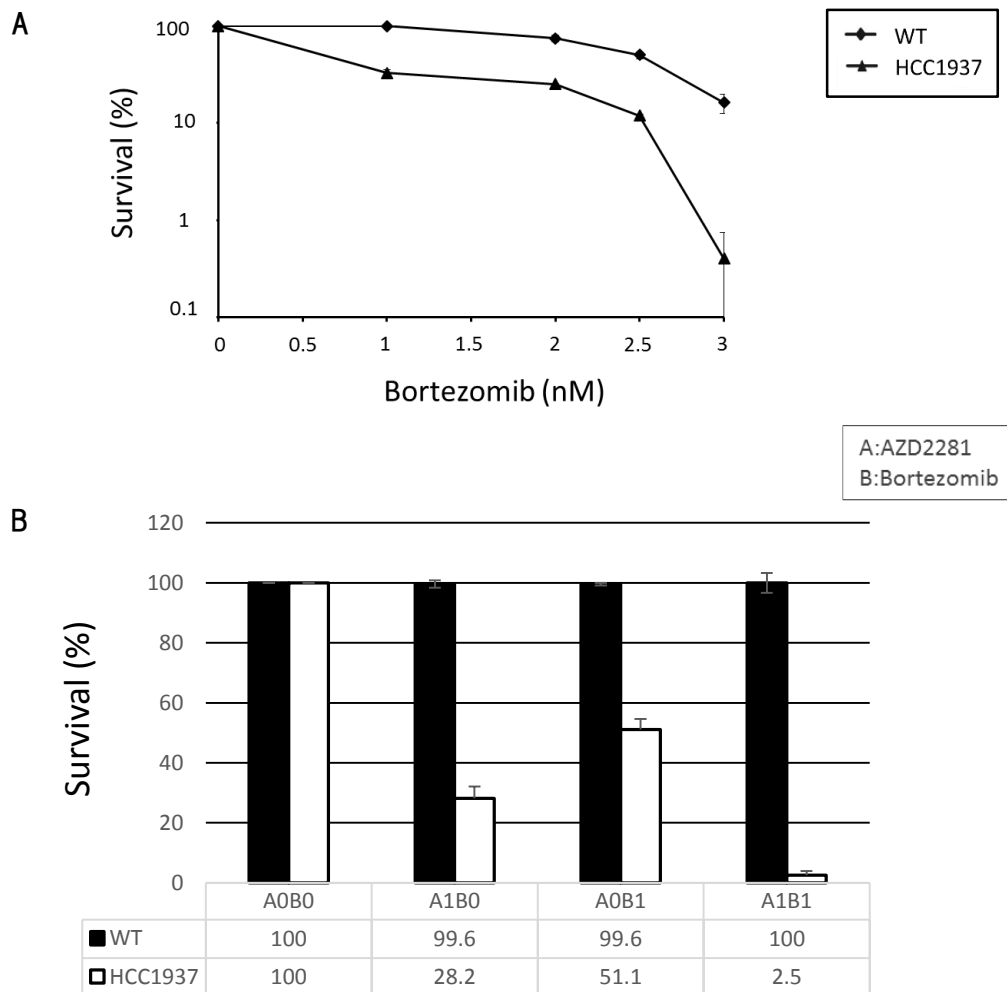 A
Survival (%)
100
10
1
0.1
0 0.5 1 1.5 2 2.5 3
Bortezomib (nM)
WT
HCC1937
A:AZD2281
B:Bortezomib
B
Survival (%)
120
100
80
60
40
20
0
A0B0 A1B0 A0B1 A1B1
WT 100 99.6 99.6 100
HCC1937 100 28.2 51.1 2.5